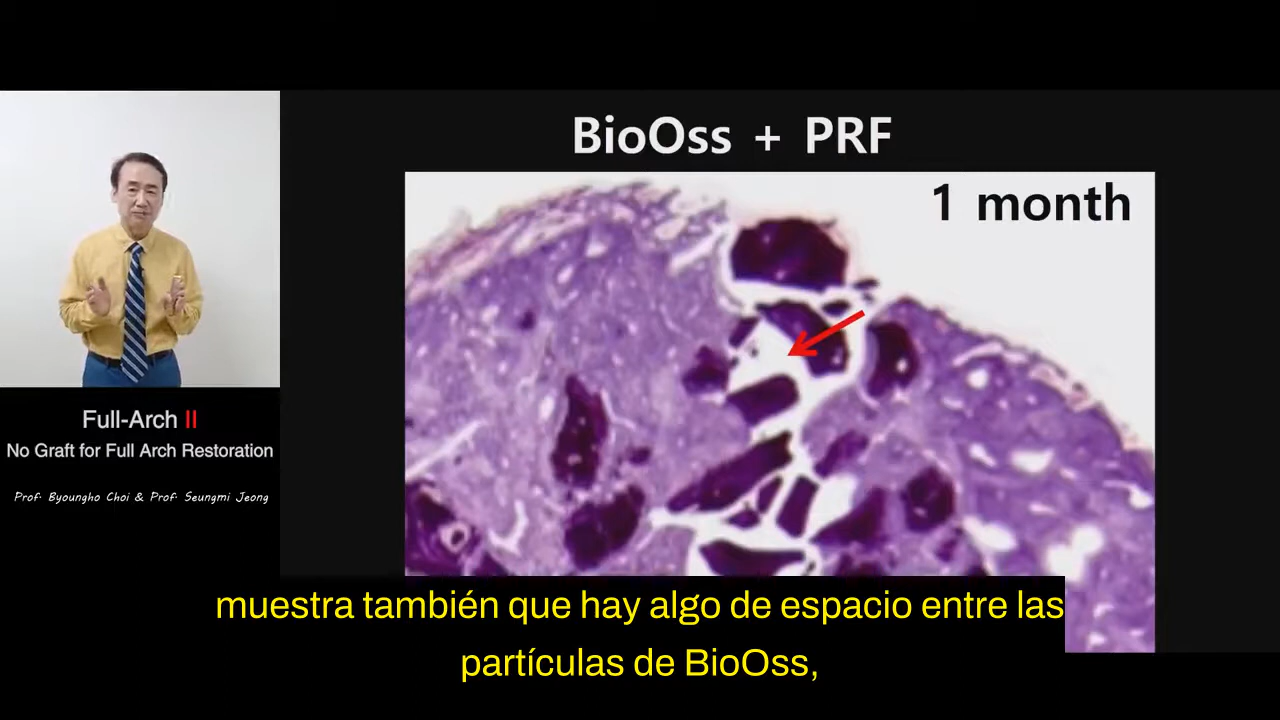 BioOss + PRF
1 month
Full-Arch II
No Graft for Full Arch Restoration
Prof. Byoungho Choi & Prof. Seungmi Jeong
muestra también que hay algo de espacio entre las
partículas de BioOss,